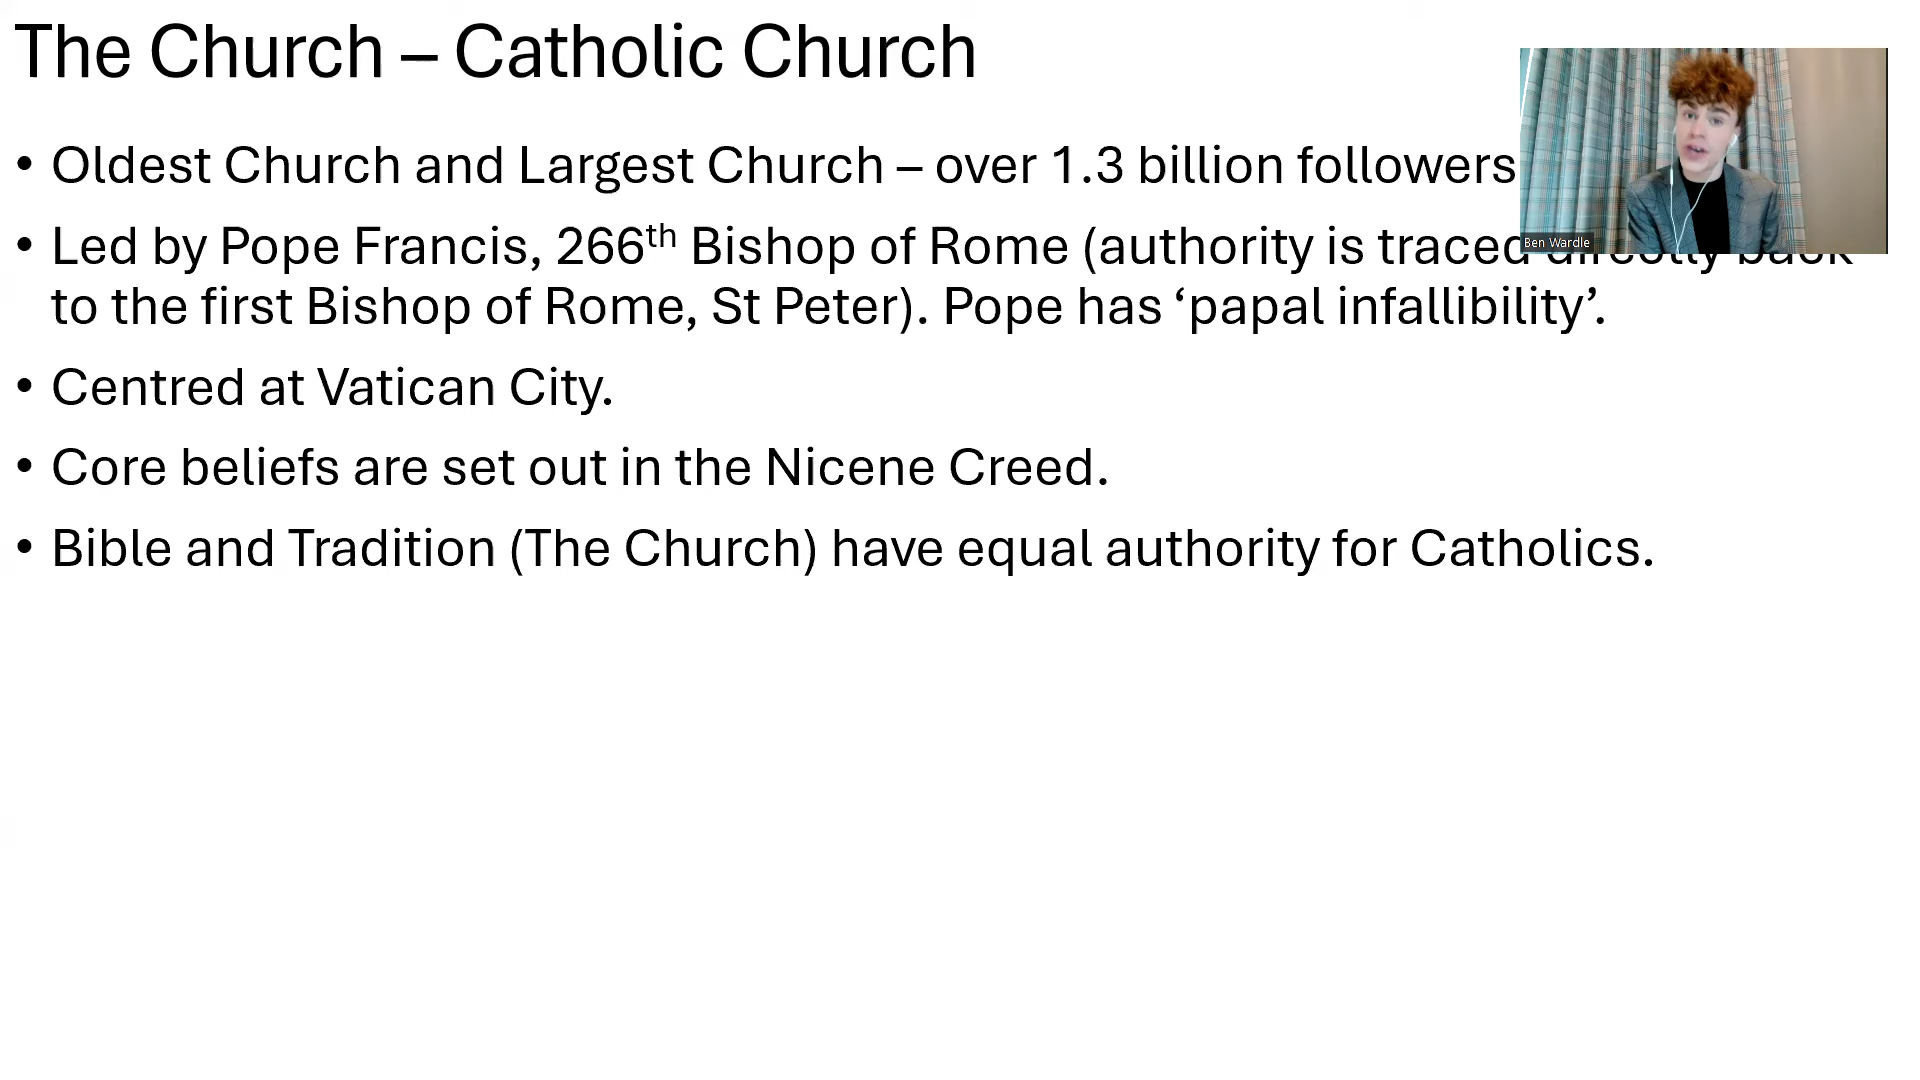 The Church – Catholic Church
• Oldest Church and Largest Church – over 1.3 billion followers
• Led by Pope Francis, 266th Bishop of Rome (authority is traced directly back
to the first Bishop of Rome, St Peter). Pope has ‘papal infallibility’.
• Centred at Vatican City.
• Core beliefs are set out in the Nicene Creed.
• Bible and Tradition (The Church) have equal authority for Catholics.
Ben Wardle